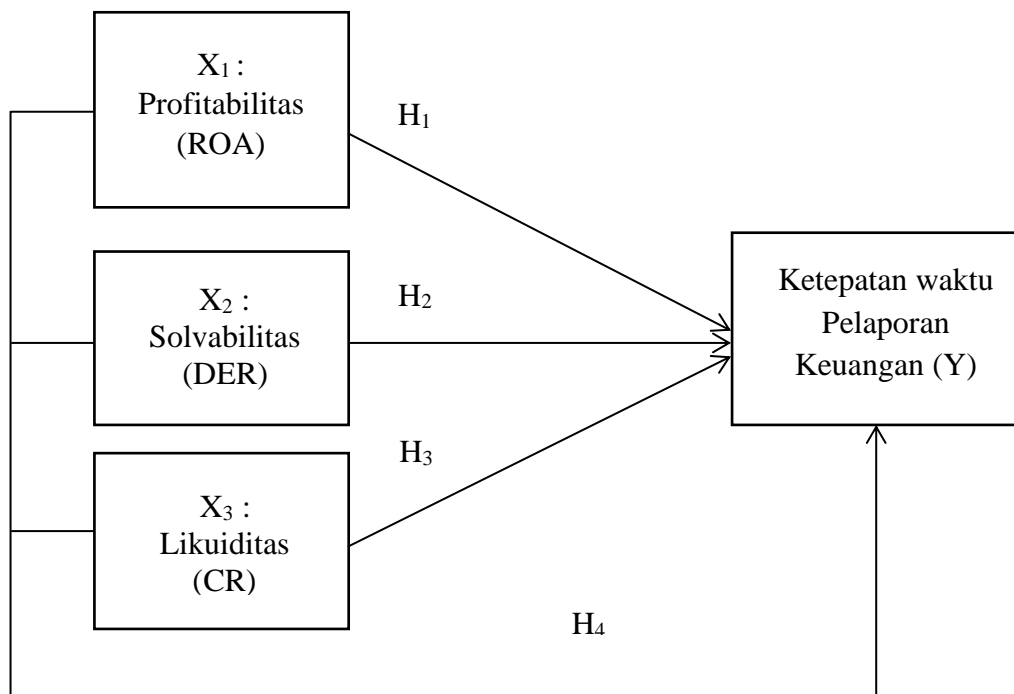 X₁ :
Profitabilitas
(ROA)
H₁
X₂ :
Solvabilitas
(DER)
H₂
Ketepatan waktu
Pelaporan
Keuangan (Y)
X₃ :
Likuiditas
(CR)
H₃
H₄